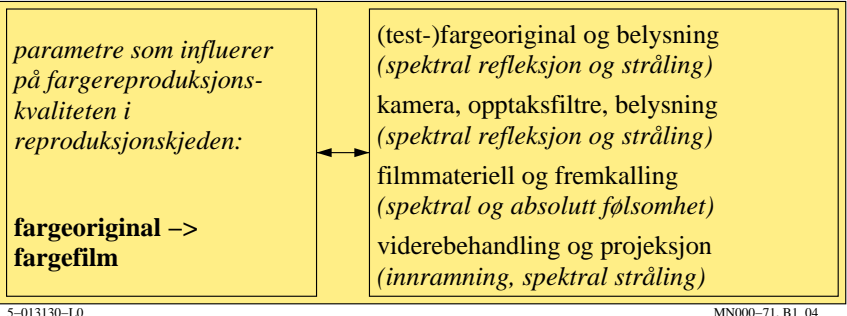 parametre som influerer
på fargereproduksjons-
kvaliteten i
reproduksjonskjeden:
fargeoriginal −>
fargefilm
(test-)fargeoriginal og belysning
(spektral refleksjon og stråling)
kamera, opptaksfiltre, belysning
(spektral refleksjon og stråling)
filmmateriell og fremkalling
(spektral og absolutt følsomhet)
viderebehandling og projeksjon
(innramning, spektral stråling)
5−013130−L0
MN000−71, B1_04